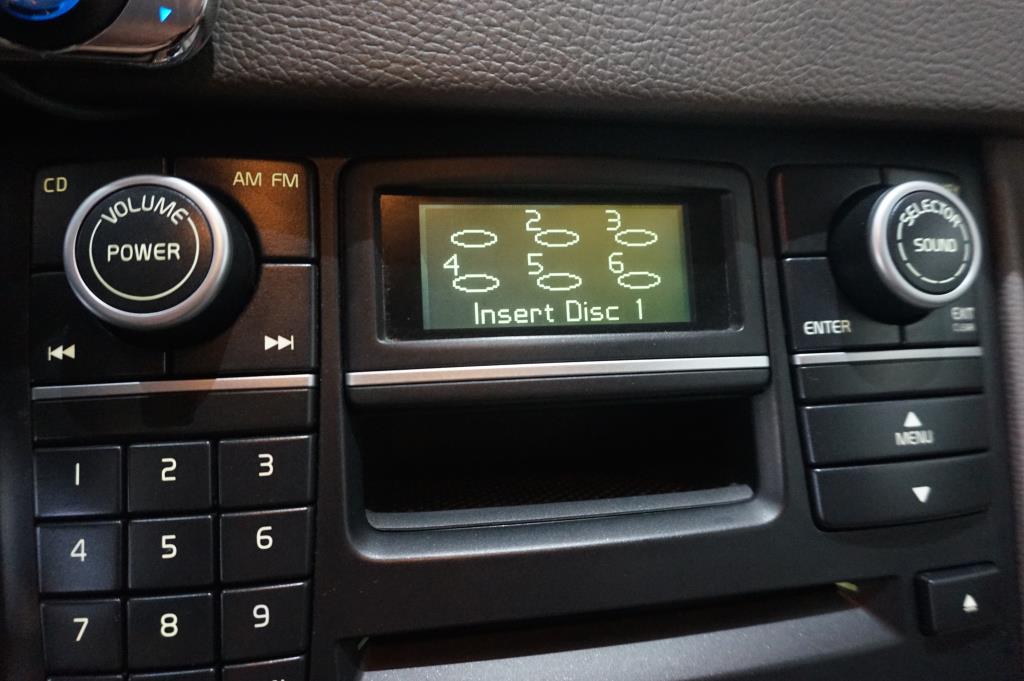 CD
VOLUME
POWER
AM FM
2 3
4 5 6
Insert Disc 1
SELECTOR
SOUND
ENTER
EXIT
CLEAR
MENU
1 2 3
4 5 6
7 8 9